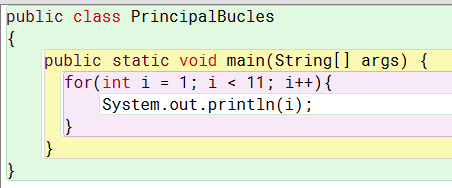 public class PrincipalBucles
{
public static void main(String[] args) {
for(int i = 1; i < 11; i++){
System.out.println(i);
}
}
}